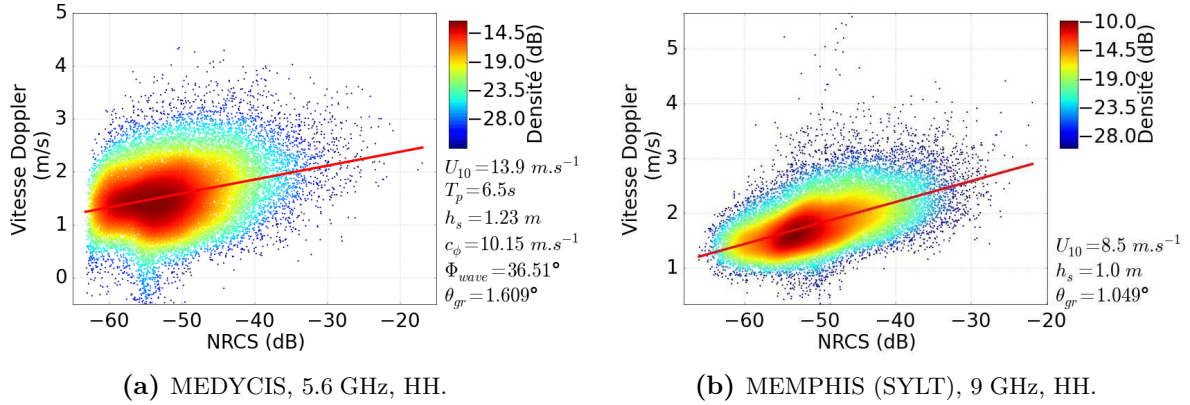 5
4
3
2
1
0
Vitesse Doppler
(m/s)
−60 −50 −40 −30 −20
NRCS (dB)
−14.5
−19.0
−23.5
−28.0
Densité (dB)
U10=13.9 m.s−1
Tp=6.5s
hs=1.23 m
cϕ=10.15 m.s−1
Φwave=36.51°
θgr=1.609°
(a) MEDYCIS, 5.6 GHz, HH.
5
4
3
2
1
Vitesse Doppler
(m/s)
−60 −50 −40 −30 −20
NRCS (dB)
−10.0
−14.5
−19.0
−23.5
−28.0
Densité (dB)
U10=8.5 m.s−1
hs=1.0 m
θgr=1.049°
(b) MEMPHIS (SYLT), 9 GHz, HH.